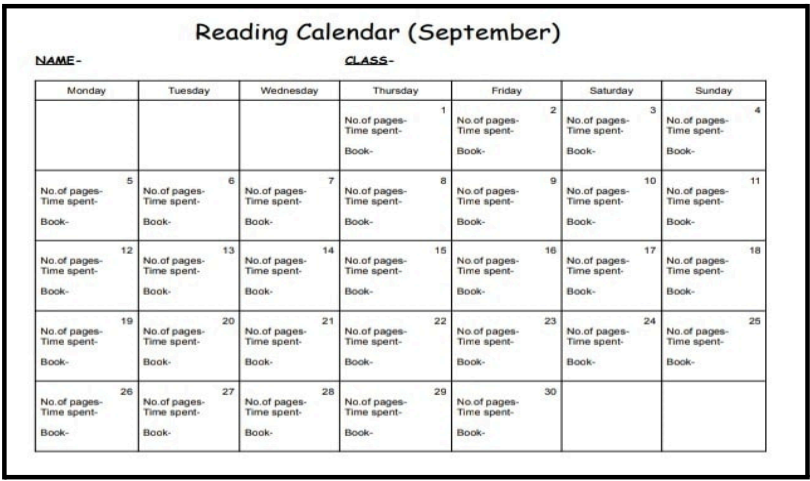 Reading Calendar (September)
NAME- CLASS-
Monday Tuesday Wednesday Thursday Friday Saturday Sunday
1 2 3 4
No.of pages- No.of pages- No.of pages- No.of pages-
Time spent- Time spent- Time spent- Time spent-
Book- Book- Book- Book-
5 6 7 8 9 10 11
No.of pages- No.of pages- No.of pages- No.of pages- No.of pages- No.of pages- No.of pages-
Time spent- Time spent- Time spent- Time spent- Time spent- Time spent- Time spent-
Book- Book- Book- Book- Book- Book- Book-
12 13 14 15 16 17 18
No.of pages- No.of pages- No.of pages- No.of pages- No.of pages- No.of pages- No.of pages-
Time spent- Time spent- Time spent- Time spent- Time spent- Time spent- Time spent-
Book- Book- Book- Book- Book- Book- Book-
19 20 21 22 23 24 25
No.of pages- No.of pages- No.of pages- No.of pages- No.of pages- No.of pages- No.of pages-
Time spent- Time spent- Time spent- Time spent- Time spent- Time spent- Time spent-
Book- Book- Book- Book- Book- Book- Book-
26 27 28 29 30
No.of pages- No.of pages- No.of pages- No.of pages- No.of pages-
Time spent- Time spent- Time spent- Time spent- Time spent-
Book- Book- Book- Book- Book-